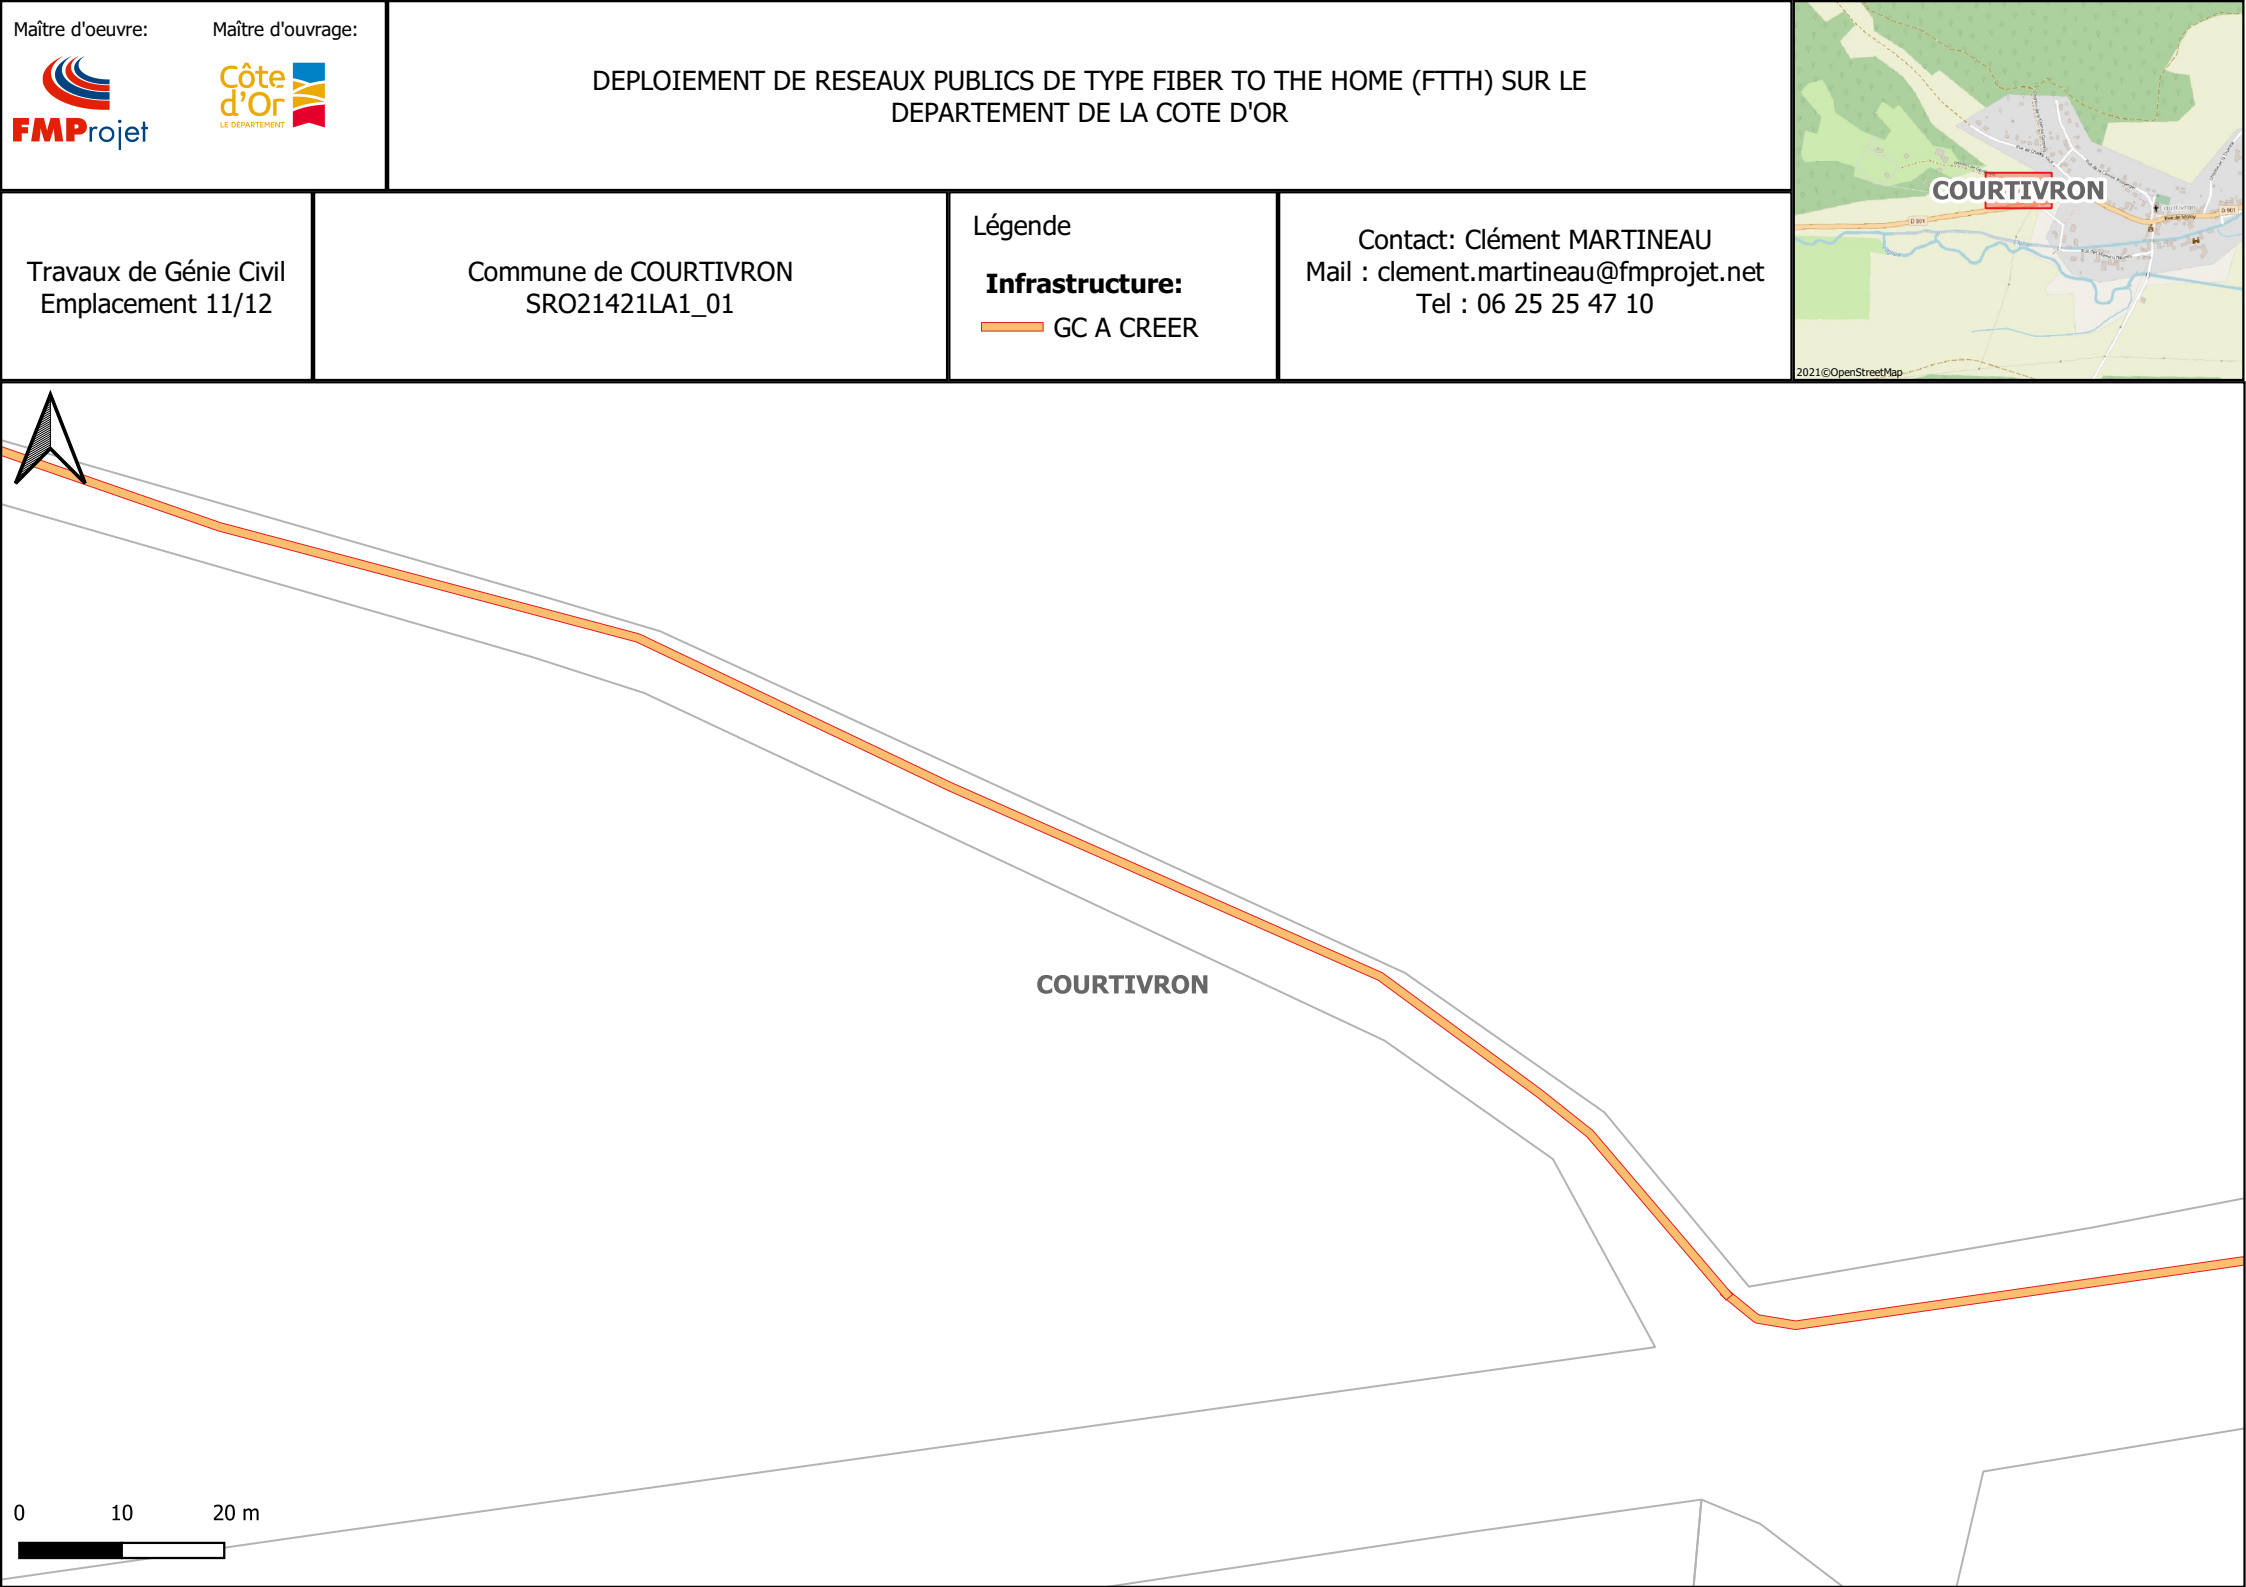 Maître d'oeuvre:
Maître d'ouvrage:
FMProjet
Côte
d'Or
LE DÉPARTEMENT
DEPLOIEMENT DE RESEAUX PUBLICS DE TYPE FIBER TO THE HOME (FTTH) SUR LE
DEPARTEMENT DE LA COTE D'OR
Travaux de Génie Civil
Emplacement 11/12
Commune de COURTIVRON
SRO21421LA1_01
Légende
Infrastructure:
GC A CREER
Contact: Clément MARTINEAU
Mail : clement.martineau@fmprojet.net
Tel : 06 25 25 47 10
COURTIVRON
Courtivron
D 901
D 901
2021©OpenStreetMap
COURTIVRON
0 10 20 m